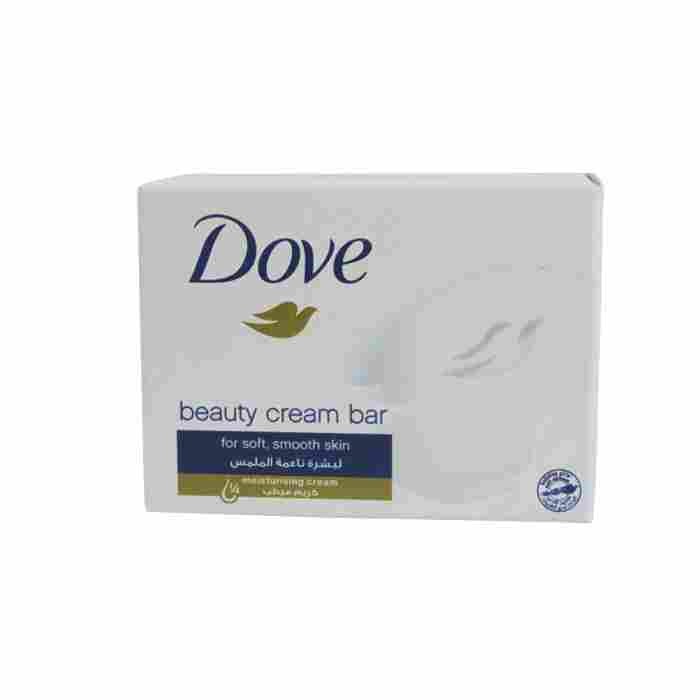 Dove
beauty cream bar
for soft, smooth skin
لبشرة ناعمة الملمس
¼ moisturising cream
كريم مرطب